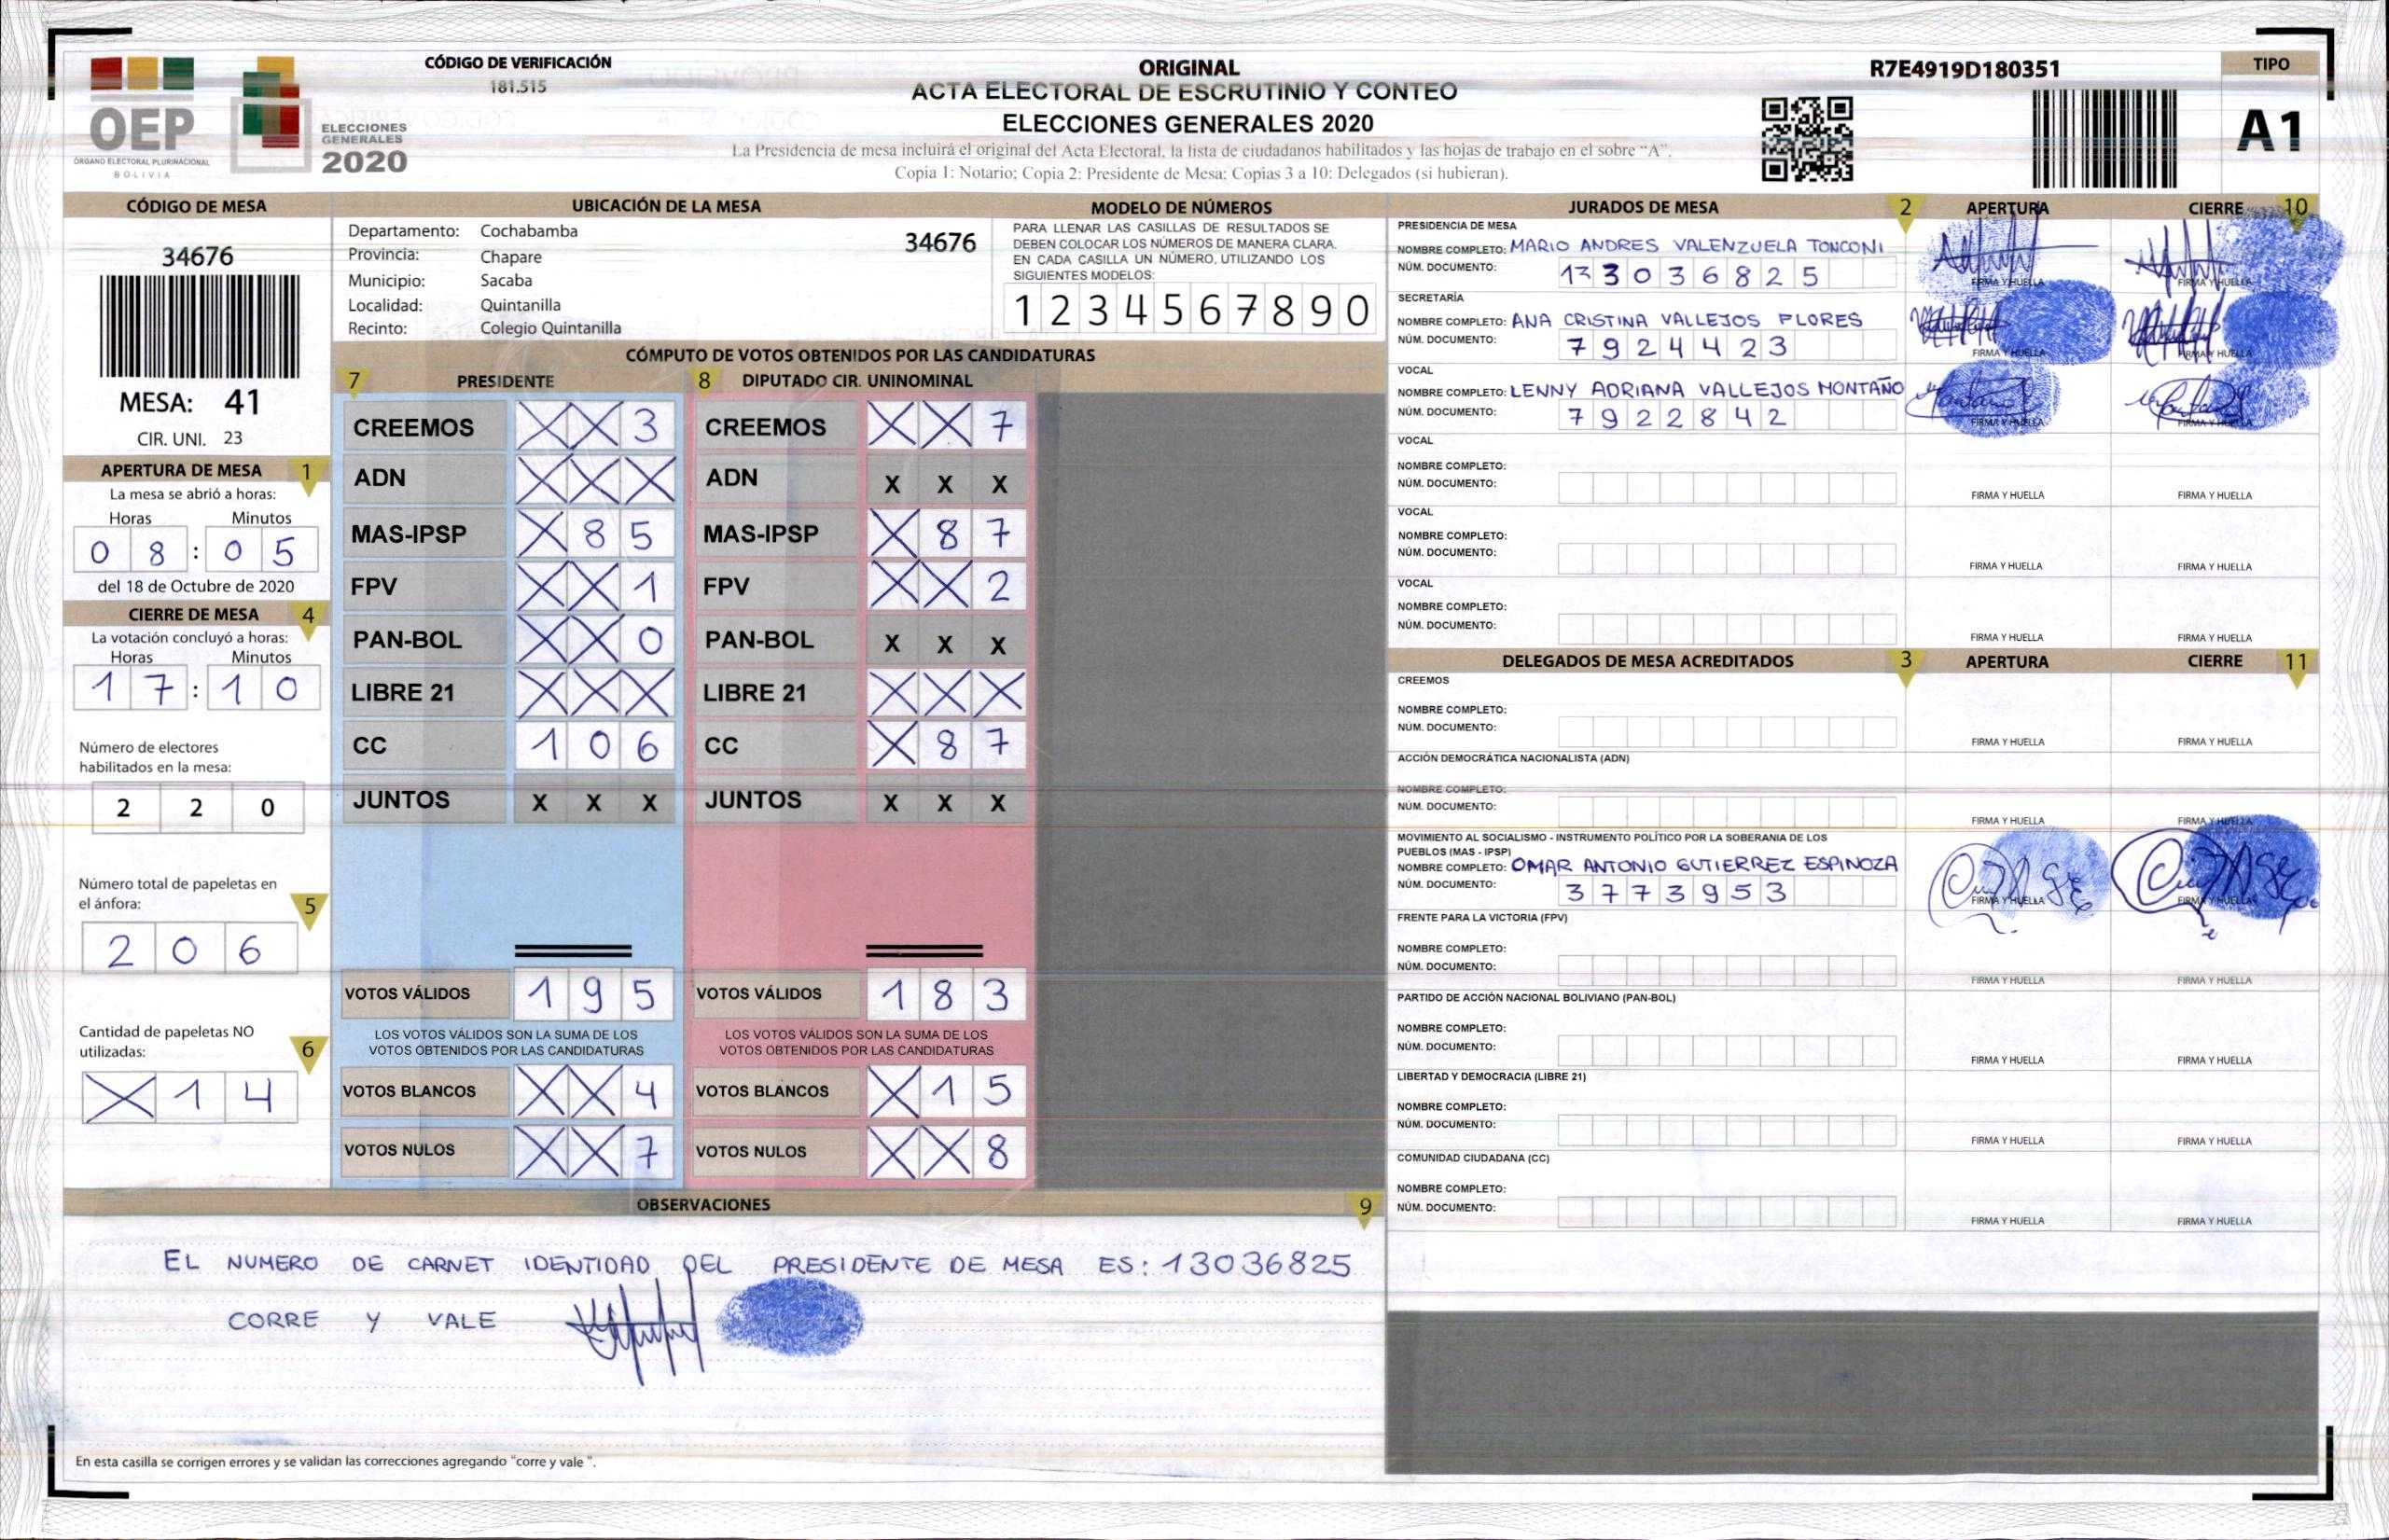 OEP
ÓRGANO ELECTORAL PLURINACIONAL
BOLIVIA
ELECCIONES
GENERALES
2020
CÓDIGO DE VERIFICACIÓN
181.515
ORIGINAL
ACTA ELECTORAL DE ESCRUTINIO Y CONTEO
ELECCIONES GENERALES 2020
La Presidencia de mesa incluirá el original del Acta Electoral, la lista de ciudadanos habilitados y las hojas de trabajo en el sobre "A".
Copia 1: Notario; Copia 2: Presidente de Mesa; Copias 3 a 10: Delegados (si hubieran).
R7E4919D180351
TIPO
A1
CÓDIGO DE MESA
34676
MESA: 41
CIR. UNI. 23
APERTURA DE MESA 1
La mesa se abrió a horas:
Horas Minutos
0 8 : 0 5
del 18 de Octubre de 2020
CIERRE DE MESA 4
La votación concluyó a horas:
Horas Minutos
1 7 : 1 0
Número de electores
habilitados en la mesa:
2 2 0
Número total de papeletas en
el ánfora: 5
2 0 6
Cantidad de papeletas NO
utilizadas: 6
X 1 4
UBICACIÓN DE LA MESA
Departamento: Cochabamba
34676
Provincia: Chapare
Municipio: Sacaba
Localidad: Quintanilla
Recinto: Colegio Quintanilla
MODELO DE NÚMEROS
PARA LLENAR LAS CASILLAS DE RESULTADOS SE
DEBEN COLOCAR LOS NÚMEROS DE MANERA CLARA.
EN CADA CASILLA UN NÚMERO, UTILIZANDO LOS
SIGUIENTES MODELOS:
1 2 3 4 5 6 7 8 9 0
CÓMPUTO DE VOTOS OBTENIDOS POR LAS CANDIDATURAS
7 PRESIDENTE
CREEMOS X X 3
ADN X X X
MAS-IPSP X 8 5
FPV X X 1
PAN-BOL X X 0
LIBRE 21 X X X
CC 1 0 6
JUNTOS X X X
VOTOS VÁLIDOS 1 9 5
LOS VOTOS VÁLIDOS SON LA SUMA DE LOS
VOTOS OBTENIDOS POR LAS CANDIDATURAS
VOTOS BLANCOS X X 4
VOTOS NULOS X X 7
8 DIPUTADO CIR. UNINOMINAL
CREEMOS X X 7
ADN X X X
MAS-IPSP X 8 7
FPV X X 2
PAN-BOL X X X
LIBRE 21 X X X
CC X 8 7
JUNTOS X X X
VOTOS VÁLIDOS 1 8 3
LOS VOTOS VÁLIDOS SON LA SUMA DE LOS
VOTOS OBTENIDOS POR LAS CANDIDATURAS
VOTOS BLANCOS X 1 5
VOTOS NULOS X X 8
OBSERVACIONES 9
EL NUMERO DE CARNET IDENTIDAD DEL PRESIDENTE DE MESA ES: 13036825
CORRE Y VALE
En esta casilla se corrigen errores y se validan las correcciones agregando "corre y vale ".
JURADOS DE MESA 2 APERTURA CIERRE 10
PRESIDENCIA DE MESA
NOMBRE COMPLETO: MARIO ANDRES VALENZUELA TONCONI
NÚM. DOCUMENTO: 3 0 3 6 8 2 5
FIRMA Y HUELLA FIRMA Y HUELLA
SECRETARÍA
NOMBRE COMPLETO: ANA CRISTINA VALLEJOS FLORES
NÚM. DOCUMENTO: 7 9 2 4 4 2 3
FIRMA Y HUELLA FIRMA Y HUELLA
VOCAL
NOMBRE COMPLETO: LENNY ADRIANA VALLEJOS MONTAÑO
NÚM. DOCUMENTO: 7 9 2 2 8 4 2
FIRMA Y HUELLA FIRMA Y HUELLA
VOCAL
NOMBRE COMPLETO:
NÚM. DOCUMENTO:
FIRMA Y HUELLA FIRMA Y HUELLA
VOCAL
NOMBRE COMPLETO:
NÚM. DOCUMENTO:
FIRMA Y HUELLA FIRMA Y HUELLA
VOCAL
NOMBRE COMPLETO:
NÚM. DOCUMENTO:
FIRMA Y HUELLA FIRMA Y HUELLA
DELEGADOS DE MESA ACREDITADOS 3 APERTURA CIERRE 11
CREEMOS
NOMBRE COMPLETO:
NÚM. DOCUMENTO:
FIRMA Y HUELLA FIRMA Y HUELLA
ACCIÓN DEMOCRÁTICA NACIONALISTA (ADN)
NOMBRE COMPLETO:
NÚM. DOCUMENTO:
FIRMA Y HUELLA FIRMA Y HUELLA
MOVIMIENTO AL SOCIALISMO - INSTRUMENTO POLÍTICO POR LA SOBERANIA DE LOS
PUEBLOS (MAS - IPSP)
NOMBRE COMPLETO: OMAR ANTONIO GUTIERREZ ESPINOZA
NÚM. DOCUMENTO: 3 7 7 3 9 5 3
FIRMA Y HUELLA FIRMA Y HUELLA
FRENTE PARA LA VICTORIA (FPV)
NOMBRE COMPLETO:
NÚM. DOCUMENTO:
FIRMA Y HUELLA FIRMA Y HUELLA
PARTIDO DE ACCIÓN NACIONAL BOLIVIANO (PAN-BOL)
NOMBRE COMPLETO:
NÚM. DOCUMENTO:
FIRMA Y HUELLA FIRMA Y HUELLA
LIBERTAD Y DEMOCRACIA (LIBRE 21)
NOMBRE COMPLETO:
NÚM. DOCUMENTO:
FIRMA Y HUELLA FIRMA Y HUELLA
COMUNIDAD CIUDADANA (CC)
NOMBRE COMPLETO:
NÚM. DOCUMENTO:
FIRMA Y HUELLA FIRMA Y HUELLA